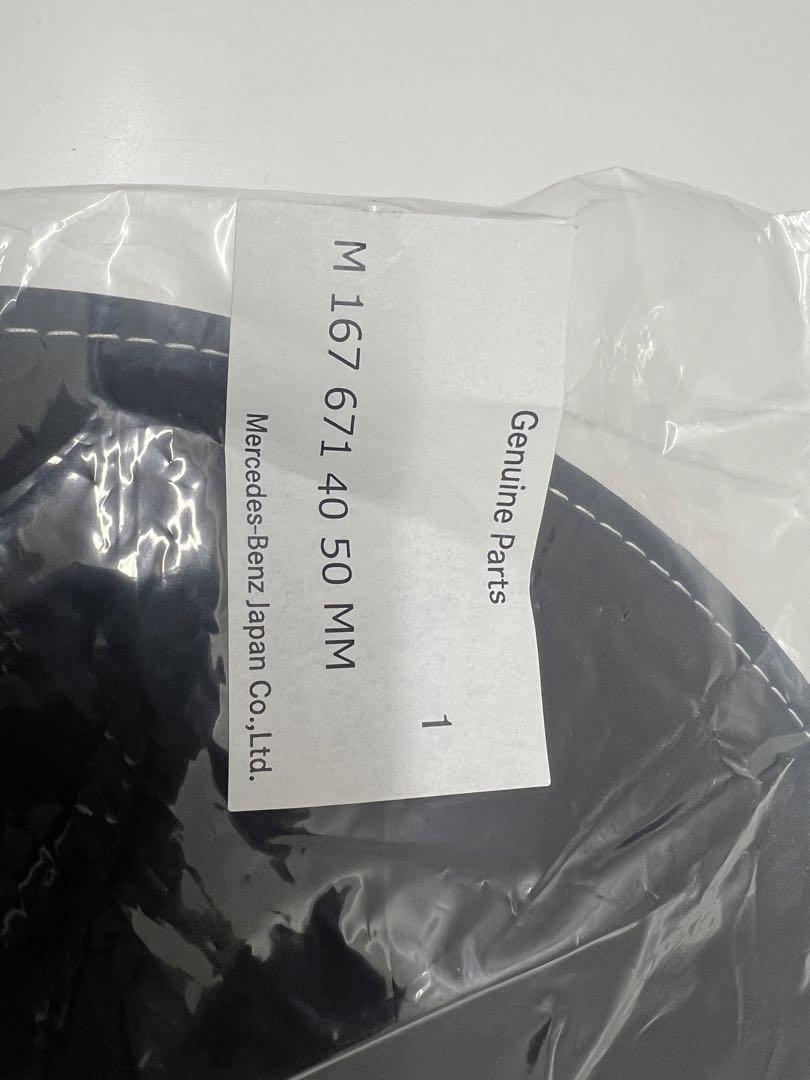 Genuine Parts
1
M 167 671 40 50 MM
Mercedes-Benz Japan Co.,Ltd.